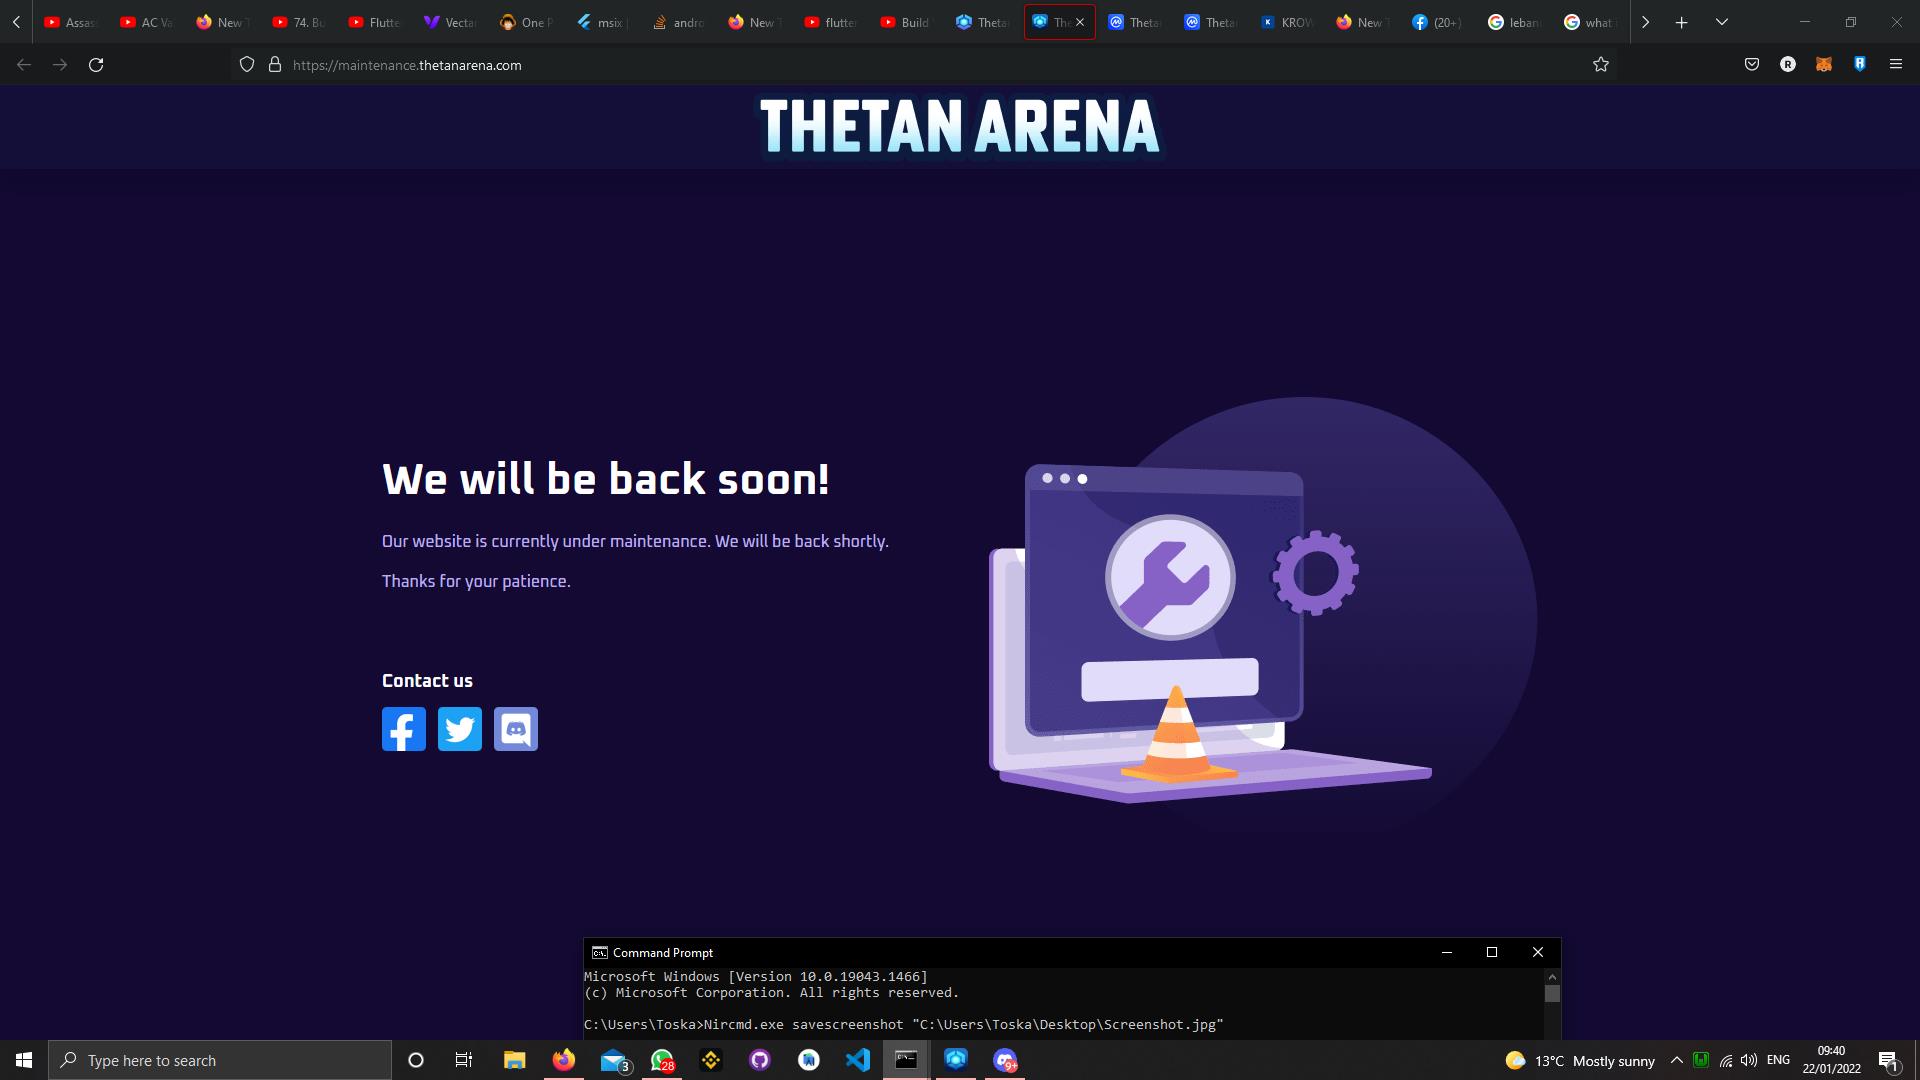 Assas
AC Va
New T
74. Bu
Flutte
Vecta
One P
msix
andro
New T
flutter
Build
Theta
The
Theta
Theta
KROW
New T
(20+)
leban
what i
https://maintenance.thetanarena.com
THETAN ARENA
We will be back soon!
Our website is currently under maintenance. We will be back shortly.
Thanks for your patience.
Contact us
Command Prompt
Microsoft Windows [Version 10.0.19043.1466]
(c) Microsoft Corporation. All rights reserved.
C:\Users\Toska>Nircmd.exe savescreenshot "C:\Users\Toska\Desktop\Screenshot.jpg"
Type here to search
3
28
9+
13°C Mostly sunny
ENG
09:40
22/01/2022
1